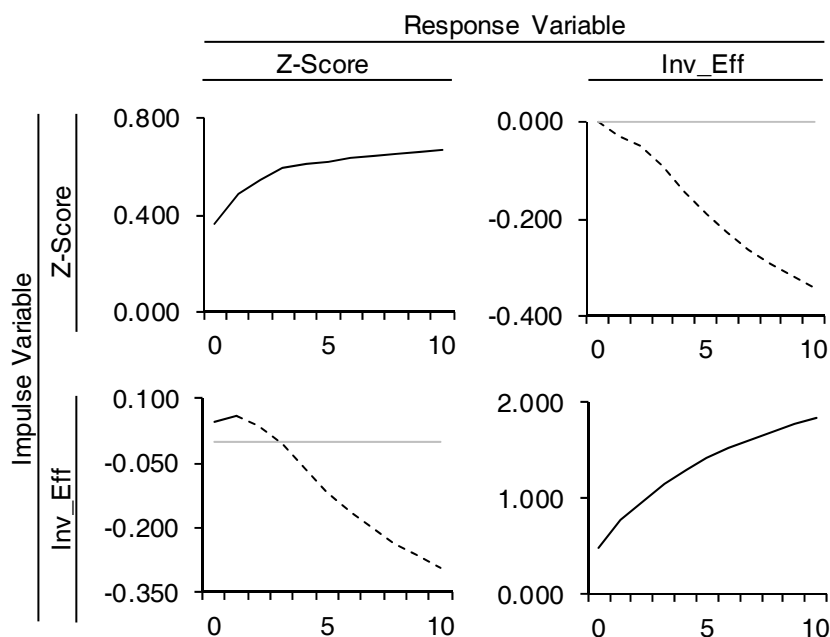 Response Variable
Z-Score Inv_Eff
Impulse Variable
Z-Score
0.800
0.400
0.000
0 5 10
0.000
-0.200
-0.400
0 5 10
Inv_Eff
0.100
-0.050
-0.200
-0.350
0 5 10
2.000
1.000
0.000
0 5 10